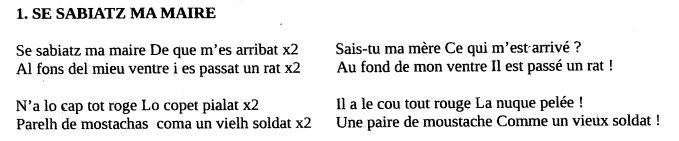 1. SE SABIATZ MA MAIRE
Se sabiatz ma maire De que m'es arribat x2
Al fons del mieu ventre i es passat un rat x2
N'a lo cap tot roge Lo copet pialat x2
Parelh de mostachas coma un vielh soldat x2
Sais-tu ma mère Ce qui m'est arrivé ?
Au fond de mon ventre Il est passé un rat !
Il a le cou tout rouge La nuque pelée !
Une paire de moustache Comme un vieux soldat !